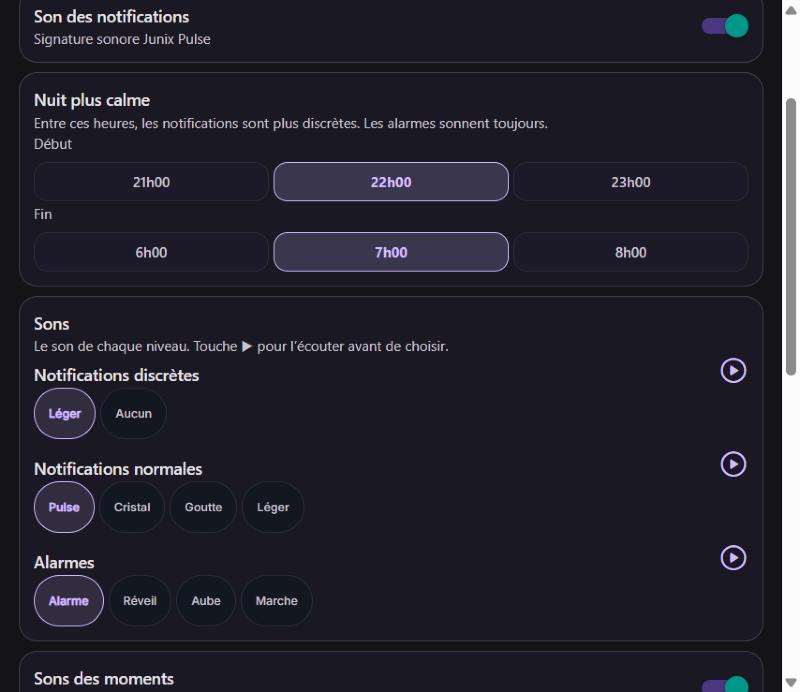 Son des notifications
Signature sonore Junix Pulse
Nuit plus calme
Entre ces heures, les notifications sont plus discrètes. Les alarmes sonnent toujours.
Début
21h00 22h00 23h00
Fin
6h00 7h00 8h00
Sons
Le son de chaque niveau. Touche ▶ pour l’écouter avant de choisir.
Notifications discrètes
Léger Aucun
Notifications normales
Pulse Cristal Goutte Léger
Alarmes
Alarme Réveil Aube Marche
Sons des moments